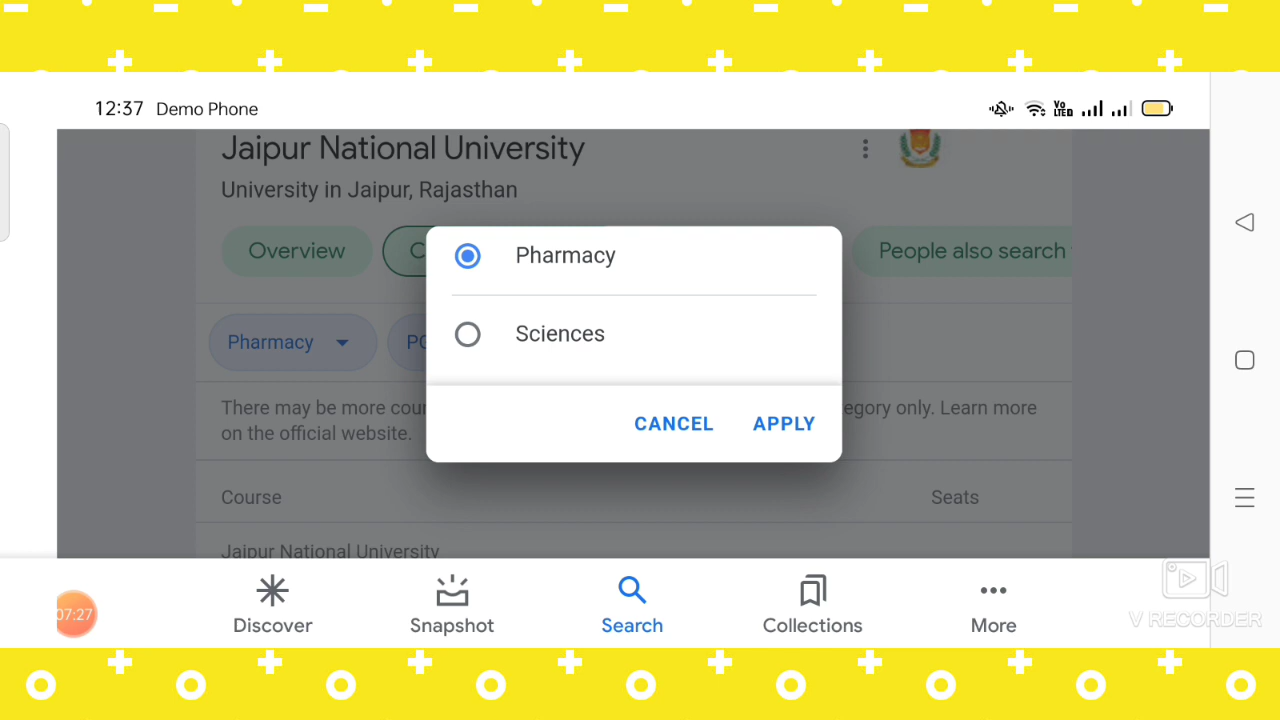 12:37 Demo Phone
Vo
LTE
Jaipur National University
University in Jaipur, Rajasthan
Overview
People also search
Pharmacy
Sciences
Pharmacy
There may be more egory only. Learn more
on the official website.
CANCEL APPLY
Course Seats
Jaipur National University
07:27
Discover Snapshot Search Collections More
V RECORDER